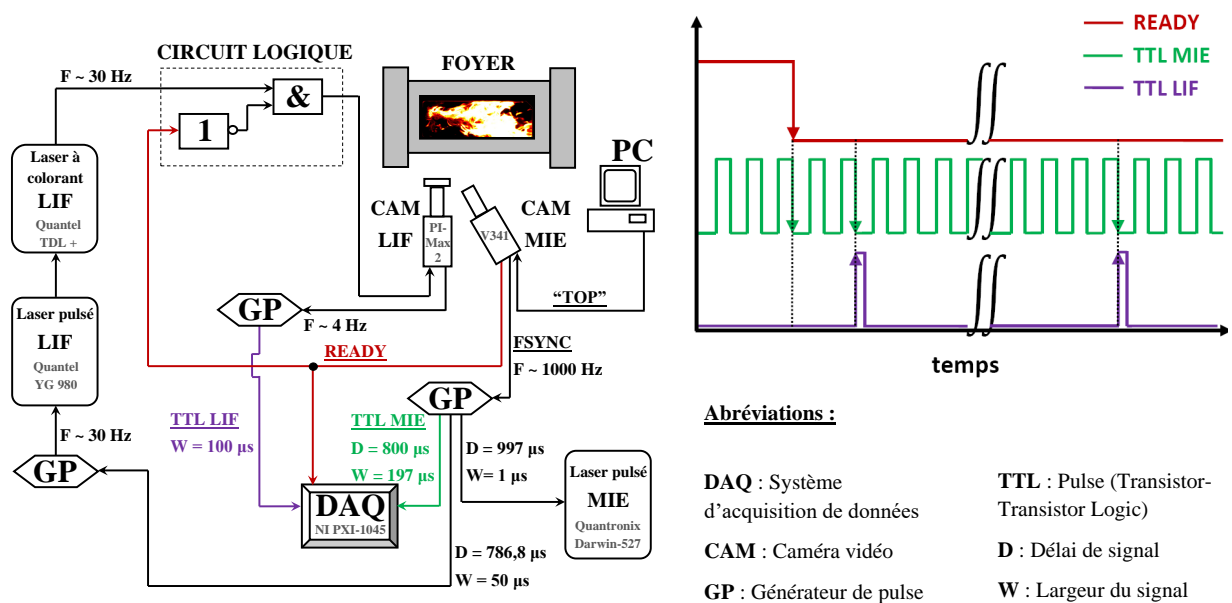 CIRCUIT LOGIQUE
F ~ 30 Hz
&
1
FOYER
PC
Laser à
colorant
LIF
Quantel
TDL +
CAM
LIF
PI-
Max
2
V341
CAM
MIE
“TOP”
GP
F ~ 4 Hz
Laser pulsé
LIF
Quantel
YG 980
READY
FSYNC
F ~ 1000 Hz
GP
F ~ 30 Hz
GP
TTL LIF
W = 100 µs
TTL MIE
D = 800 µs
W = 197 µs
D = 997 µs
W= 1 µs
Laser pulsé
MIE
Quantronix
Darwin-527
DAQ
NI PXI-1045
D = 786,8 µs
W = 50 µs
READY
TTL MIE
TTL LIF
temps
Abréviations :
DAQ : Système
d’acquisition de données
CAM : Caméra vidéo
GP : Générateur de pulse
TTL : Pulse (Transistor-
Transistor Logic)
D : Délai de signal
W : Largeur du signal